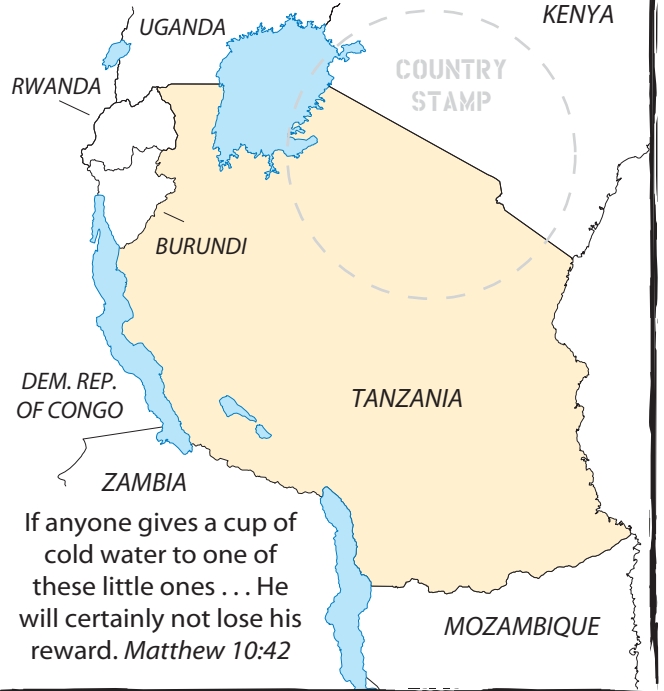 UGANDA
KENYA
RWANDA
COUNTRY
STAMP
BURUNDI
DEM. REP.
OF CONGO
TANZANIA
ZAMBIA
If anyone gives a cup of
cold water to one of
these little ones . . . He
will certainly not lose his
reward. Matthew 10:42
MOZAMBIQUE